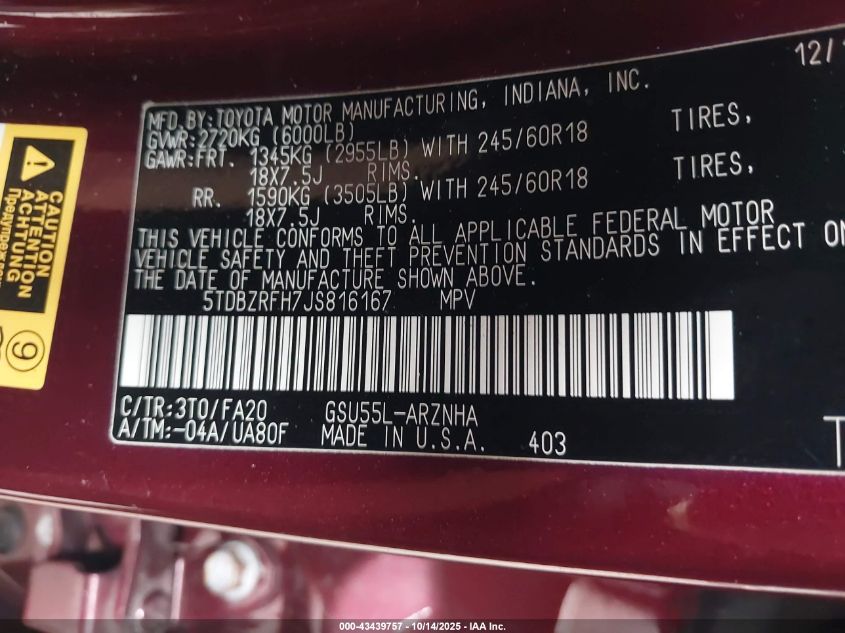 12/
MFD.BY:TOYOTA MOTOR MANUFACTURING, INDIANA, INC.
GVWR:2720KG (6000LB)
GAWR:FRT. 1345KG (2955LB) WITH 245/60R18 TIRES,
18X7.5J RIMS.
RR. 1590KG (3505LB) WITH 245/60R18 TIRES,
18X7.5J RIMS.
THIS VEHICLE CONFORMS TO ALL APPLICABLE FEDERAL MOTOR
VEHICLE SAFETY AND THEFT PREVENTION STANDARDS IN EFFECT ON
THE DATE OF MANUFACTURE SHOWN ABOVE.
5TDBZRFH7JS816167 MPV
C/TR:3T0/FA20 GSU55L-ARZNHA
A/TM:-04A/UA80F MADE IN U.S.A. 403
CAUTION
ATTENTION
ACHTUNG
9
000-43439757 - 10/14/2025 - IAA Inc.